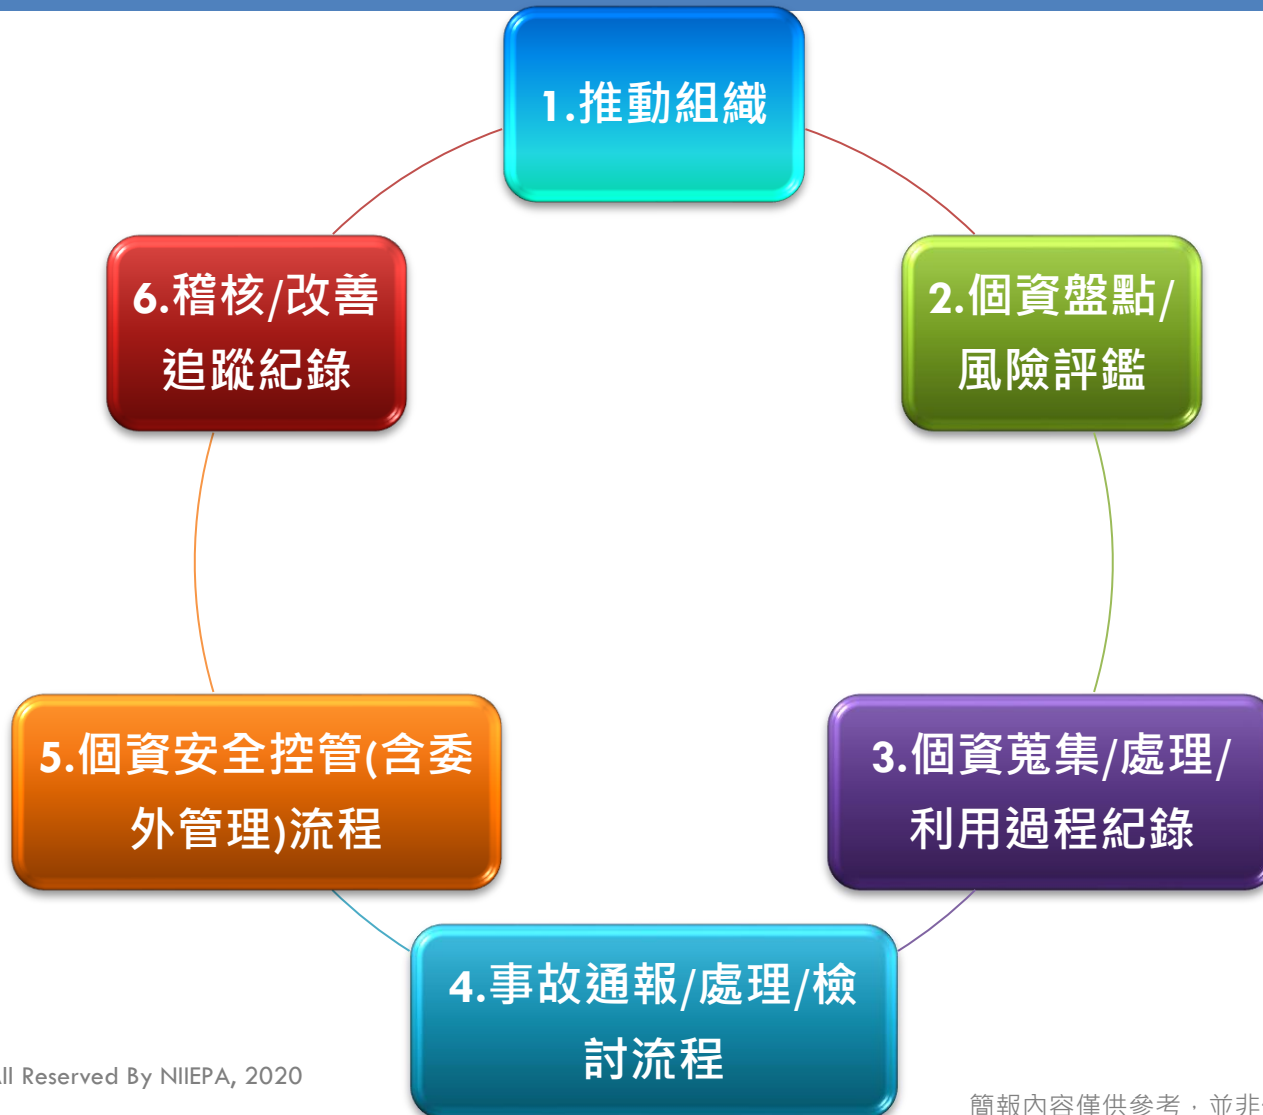 1.推動組織
2.個資盤點/
風險評鑑
3.個資蒐集/處理/
利用過程紀錄
4.事故通報/處理/檢
討流程
5.個資安全控管(含委
外管理)流程
6.稽核/改善
追蹤紀錄
All Reserved By NIIEPA, 2020
簡報內容僅供參考，並非